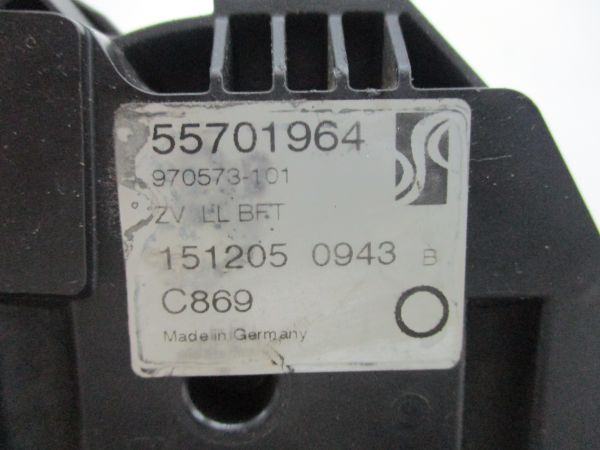 55701964
970573-101
ZV LL BFT
151205 0943 B
C869
Made in Germany